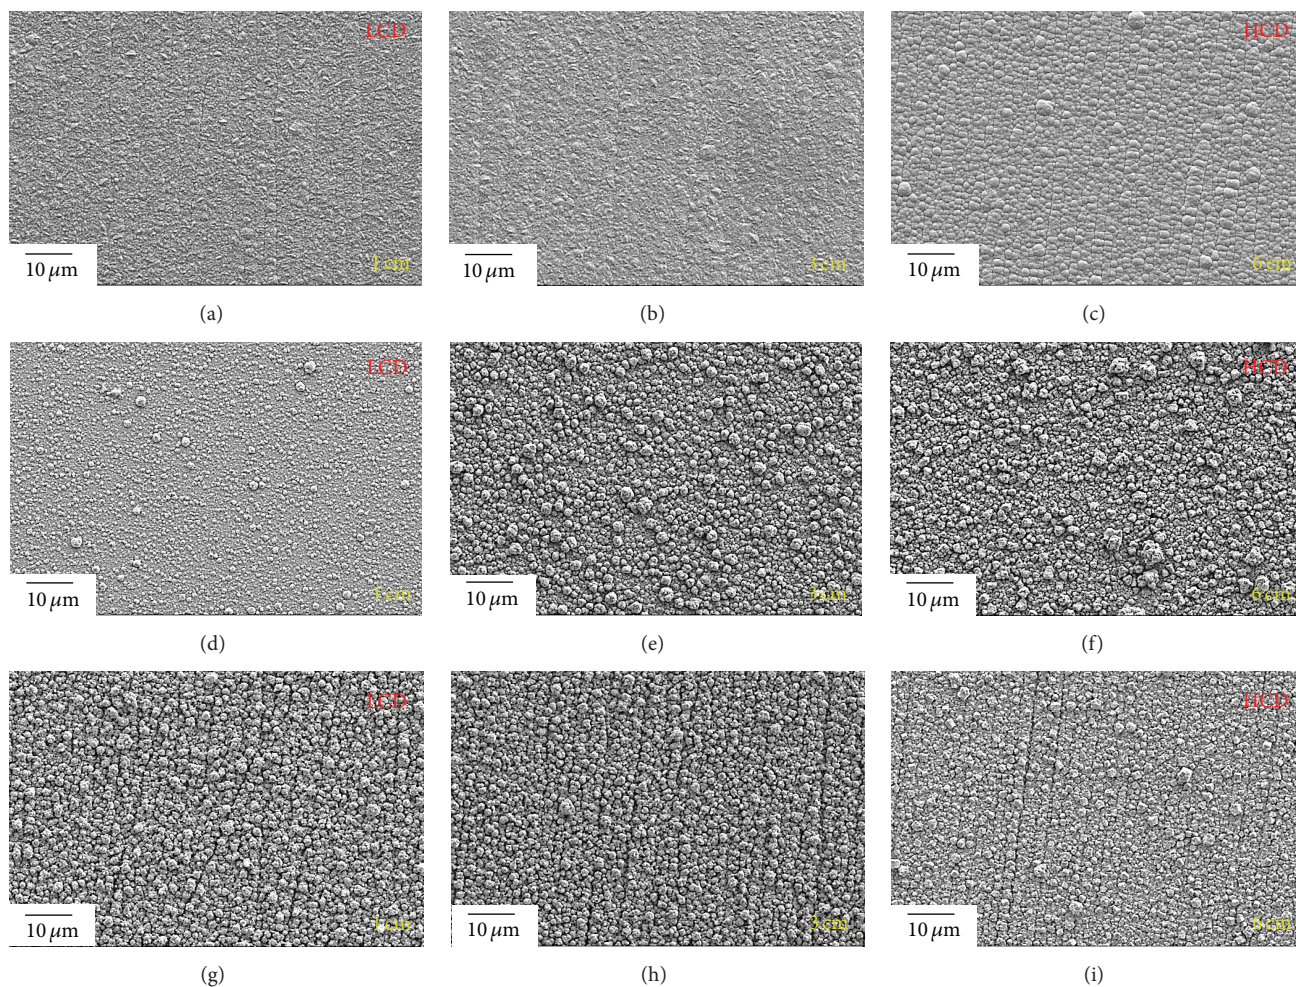 LCD
HCD
10 µm
1 cm
10 µm
3 cm
10 µm
6 cm
(a)
(b)
(c)
LCD
HCD
10 µm
1 cm
10 µm
3 cm
10 µm
6 cm
(d)
(e)
(f)
LCD
HCD
10 µm
1 cm
10 µm
3 cm
10 µm
6 cm
(g)
(h)
(i)